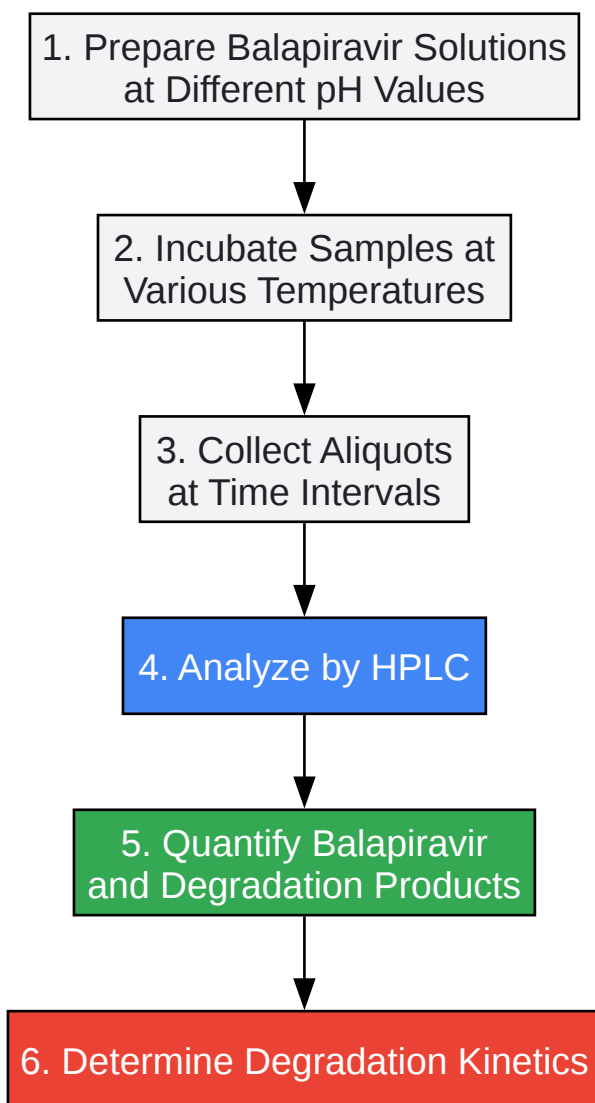 1. Prepare Balapiravir Solutions
at Different pH Values
2. Incubate Samples at
Various Temperatures
3. Collect Aliquots
at Time Intervals
4. Analyze by HPLC
5. Quantify Balapiravir
and Degradation Products
6. Determine Degradation Kinetics